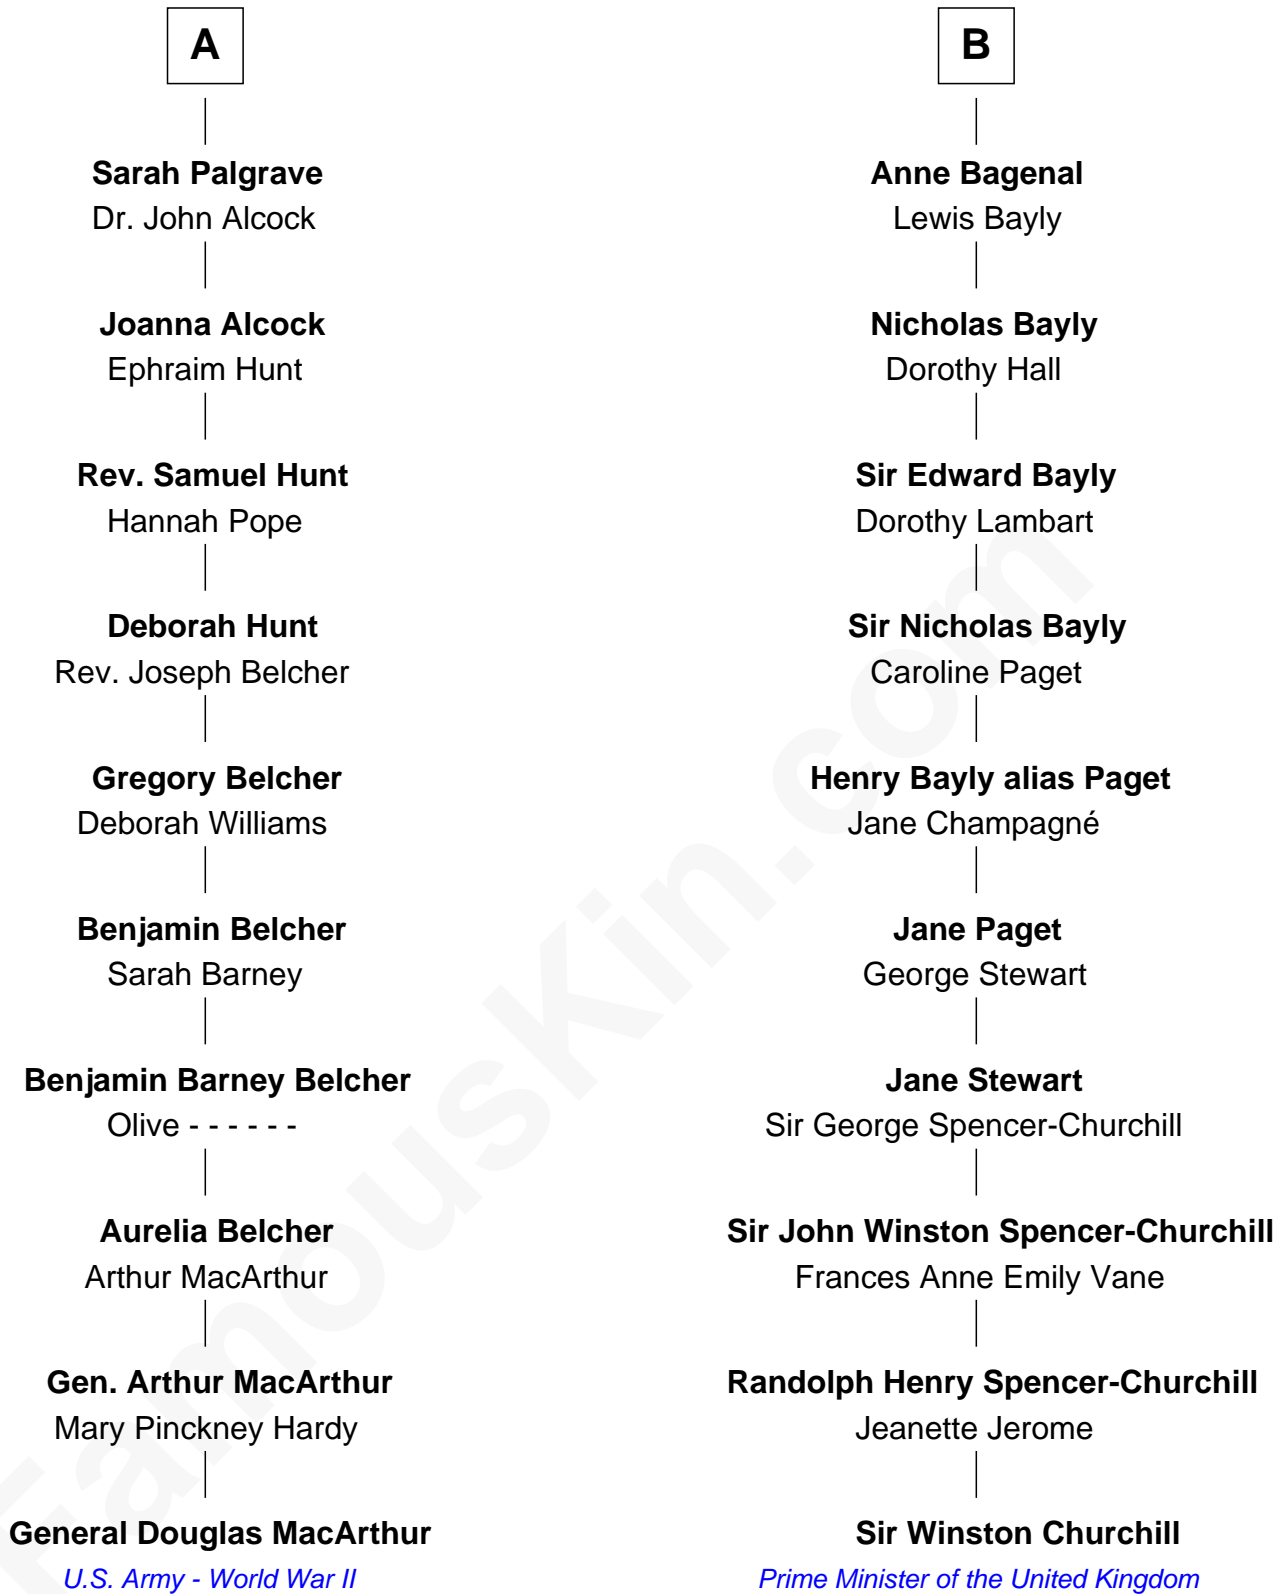 A
Sarah Palgrave
Dr. John Alcock
Joanna Alcock
Ephraim Hunt
Rev. Samuel Hunt
Hannah Pope
Deborah Hunt
Rev. Joseph Belcher
Gregory Belcher
Deborah Williams
Benjamin Belcher
Sarah Barney
Benjamin Barney Belcher
Olive - - - - - -
Aurelia Belcher
Arthur MacArthur
Gen. Arthur MacArthur
Mary Pinckney Hardy
General Douglas MacArthur
U.S. Army - World War II
B
Anne Bagenal
Lewis Bayly
Nicholas Bayly
Dorothy Hall
Sir Edward Bayly
Dorothy Lambart
Sir Nicholas Bayly
Caroline Paget
Henry Bayly alias Paget
Jane Champagné
Jane Paget
George Stewart
Jane Stewart
Sir George Spencer-Churchill
Sir John Winston Spencer-Churchill
Frances Anne Emily Vane
Randolph Henry Spencer-Churchill
Jeanette Jerome
Sir Winston Churchill
Prime Minister of the United Kingdom
FamousKin.com